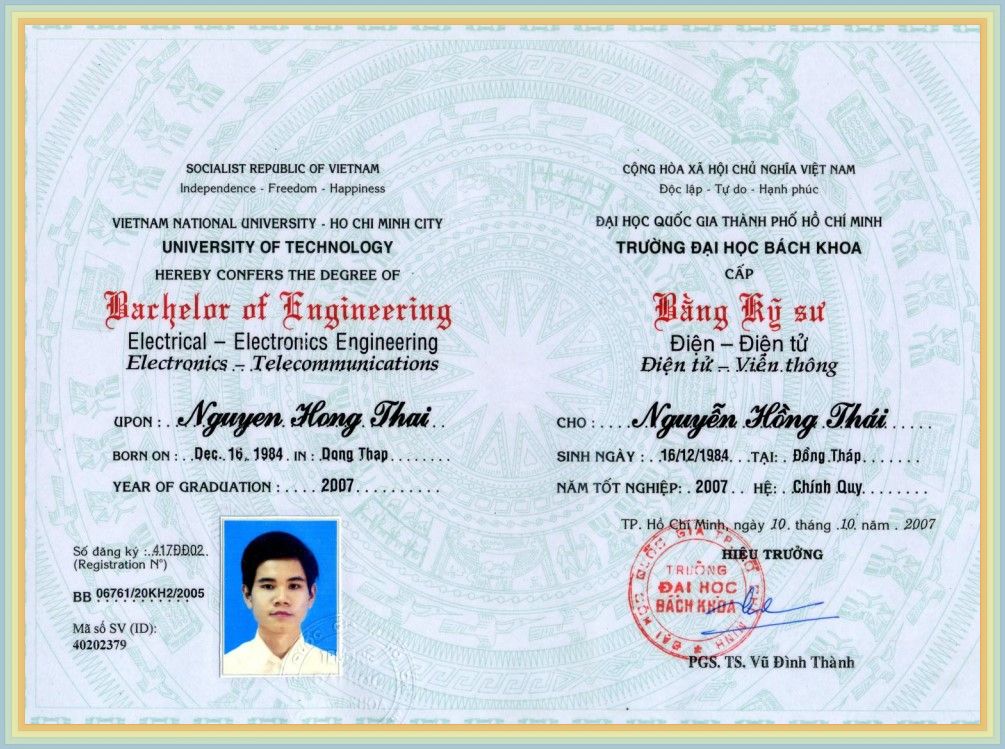 SOCIALIST REPUBLIC OF VIETNAM
Independence - Freedom - Happiness
VIETNAM NATIONAL UNIVERSITY - HO CHI MINH CITY
UNIVERSITY OF TECHNOLOGY
HEREBY CONFERS THE DEGREE OF
Bachelor of Engineering
Electrical – Electronics Engineering
Electronics – Telecommunications
UPON : . Nguyen Hong Thai . .
BORN ON : . . Dec. 16, 1984 . IN : Dong Thap . . . . . . . .
YEAR OF GRADUATION : . . . . 2007 . . . . . . . . . .
Số đăng ký : . 417ĐĐ02 . .
(Registration Nº)
BB 06761/20KH2/2005
Mã số SV (ID):
40202379
CỘNG HÒA XÃ HỘI CHỦ NGHĨA VIỆT NAM
Độc lập - Tự do - Hạnh phúc
ĐẠI HỌC QUỐC GIA THÀNH PHỐ HỒ CHÍ MINH
TRƯỜNG ĐẠI HỌC BÁCH KHOA
CẤP
Bằng Kỹ sư
Điện – Điện tử
Điện tử – Viễn thông
CHO : . . . . Nguyễn Hồng Thái . . . . .
SINH NGÀY : . 16/12/1984 . . . TẠI: . Đồng Tháp . . . . . . .
NĂM TỐT NGHIỆP: . 2007 . . HỆ: . Chính Quy . . . . . . . .
TP. Hồ Chí Minh, ngày 10 . tháng . 10 . năm . 2007
HIỆU TRƯỞNG
TRƯỜNG
ĐẠI HỌC
BÁCH KHOA
PGS. TS. Vũ Đình Thành